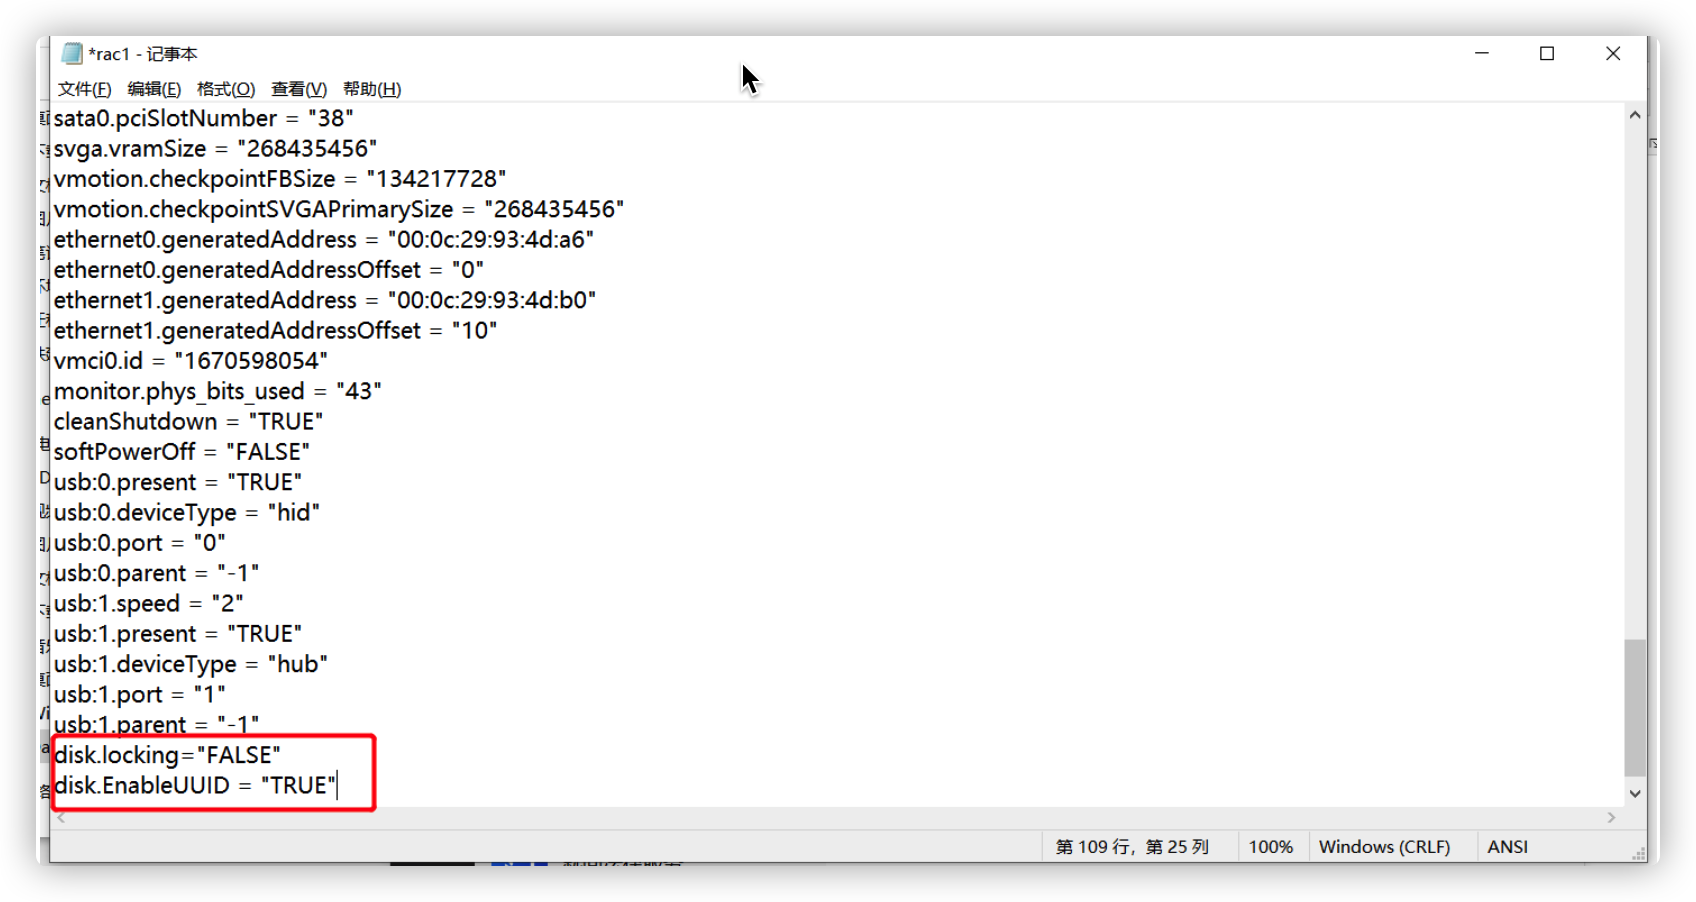 *rac1 - 记事本
文件(F) 编辑(E) 格式(O) 查看(V) 帮助(H)
sata0.pciSlotNumber = "38"
svga.vramSize = "268435456"
vmotion.checkpointFBSize = "134217728"
vmotion.checkpointSVGAPrimarySize = "268435456"
ethernet0.generatedAddress = "00:0c:29:93:4d:a6"
ethernet0.generatedAddressOffset = "0"
ethernet1.generatedAddress = "00:0c:29:93:4d:b0"
ethernet1.generatedAddressOffset = "10"
vmci0.id = "1670598054"
monitor.phys_bits_used = "43"
cleanShutdown = "TRUE"
softPowerOff = "FALSE"
usb:0.present = "TRUE"
usb:0.deviceType = "hid"
usb:0.port = "0"
usb:0.parent = "-1"
usb:1.speed = "2"
usb:1.present = "TRUE"
usb:1.deviceType = "hub"
usb:1.port = "1"
usb:1.parent = "-1"
disk.locking="FALSE"
disk.EnableUUID = "TRUE"
第 109 行，第 25 列 100% Windows (CRLF) ANSI